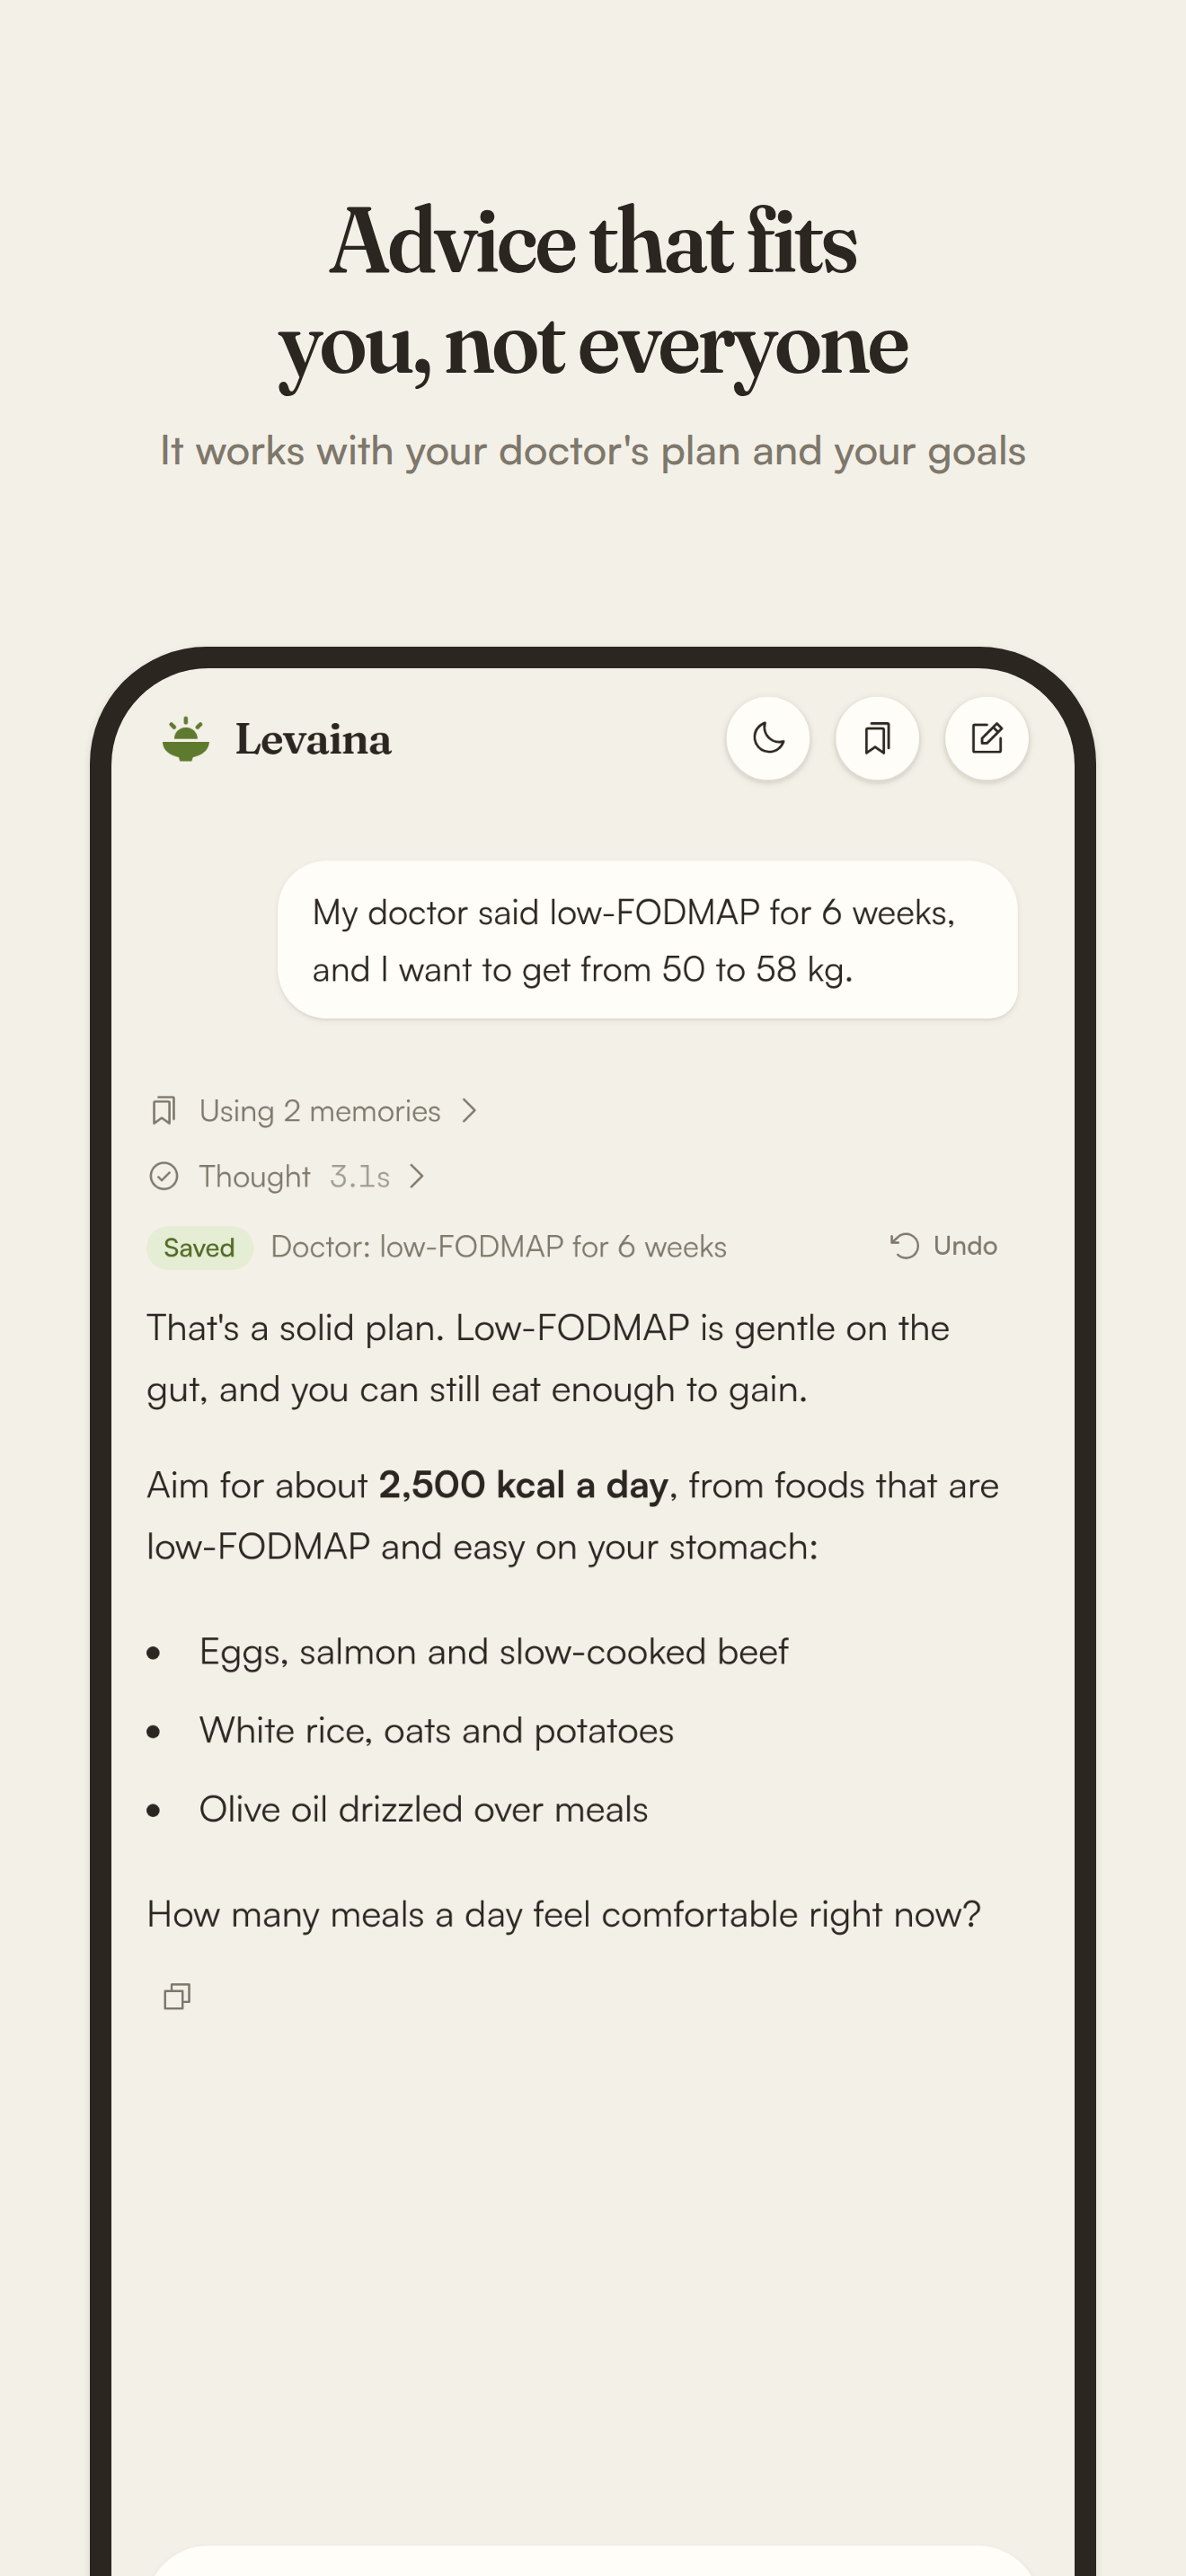 Advice that fits
you, not everyone
It works with your doctor's plan and your goals
Levaina
My doctor said low-FODMAP for 6 weeks,
and I want to get from 50 to 58 kg.
Using 2 memories
Thought 3.1s
Saved Doctor: low-FODMAP for 6 weeks Undo
That's a solid plan. Low-FODMAP is gentle on the
gut, and you can still eat enough to gain.
Aim for about 2,500 kcal a day, from foods that are
low-FODMAP and easy on your stomach:
• Eggs, salmon and slow-cooked beef
• White rice, oats and potatoes
• Olive oil drizzled over meals
How many meals a day feel comfortable right now?